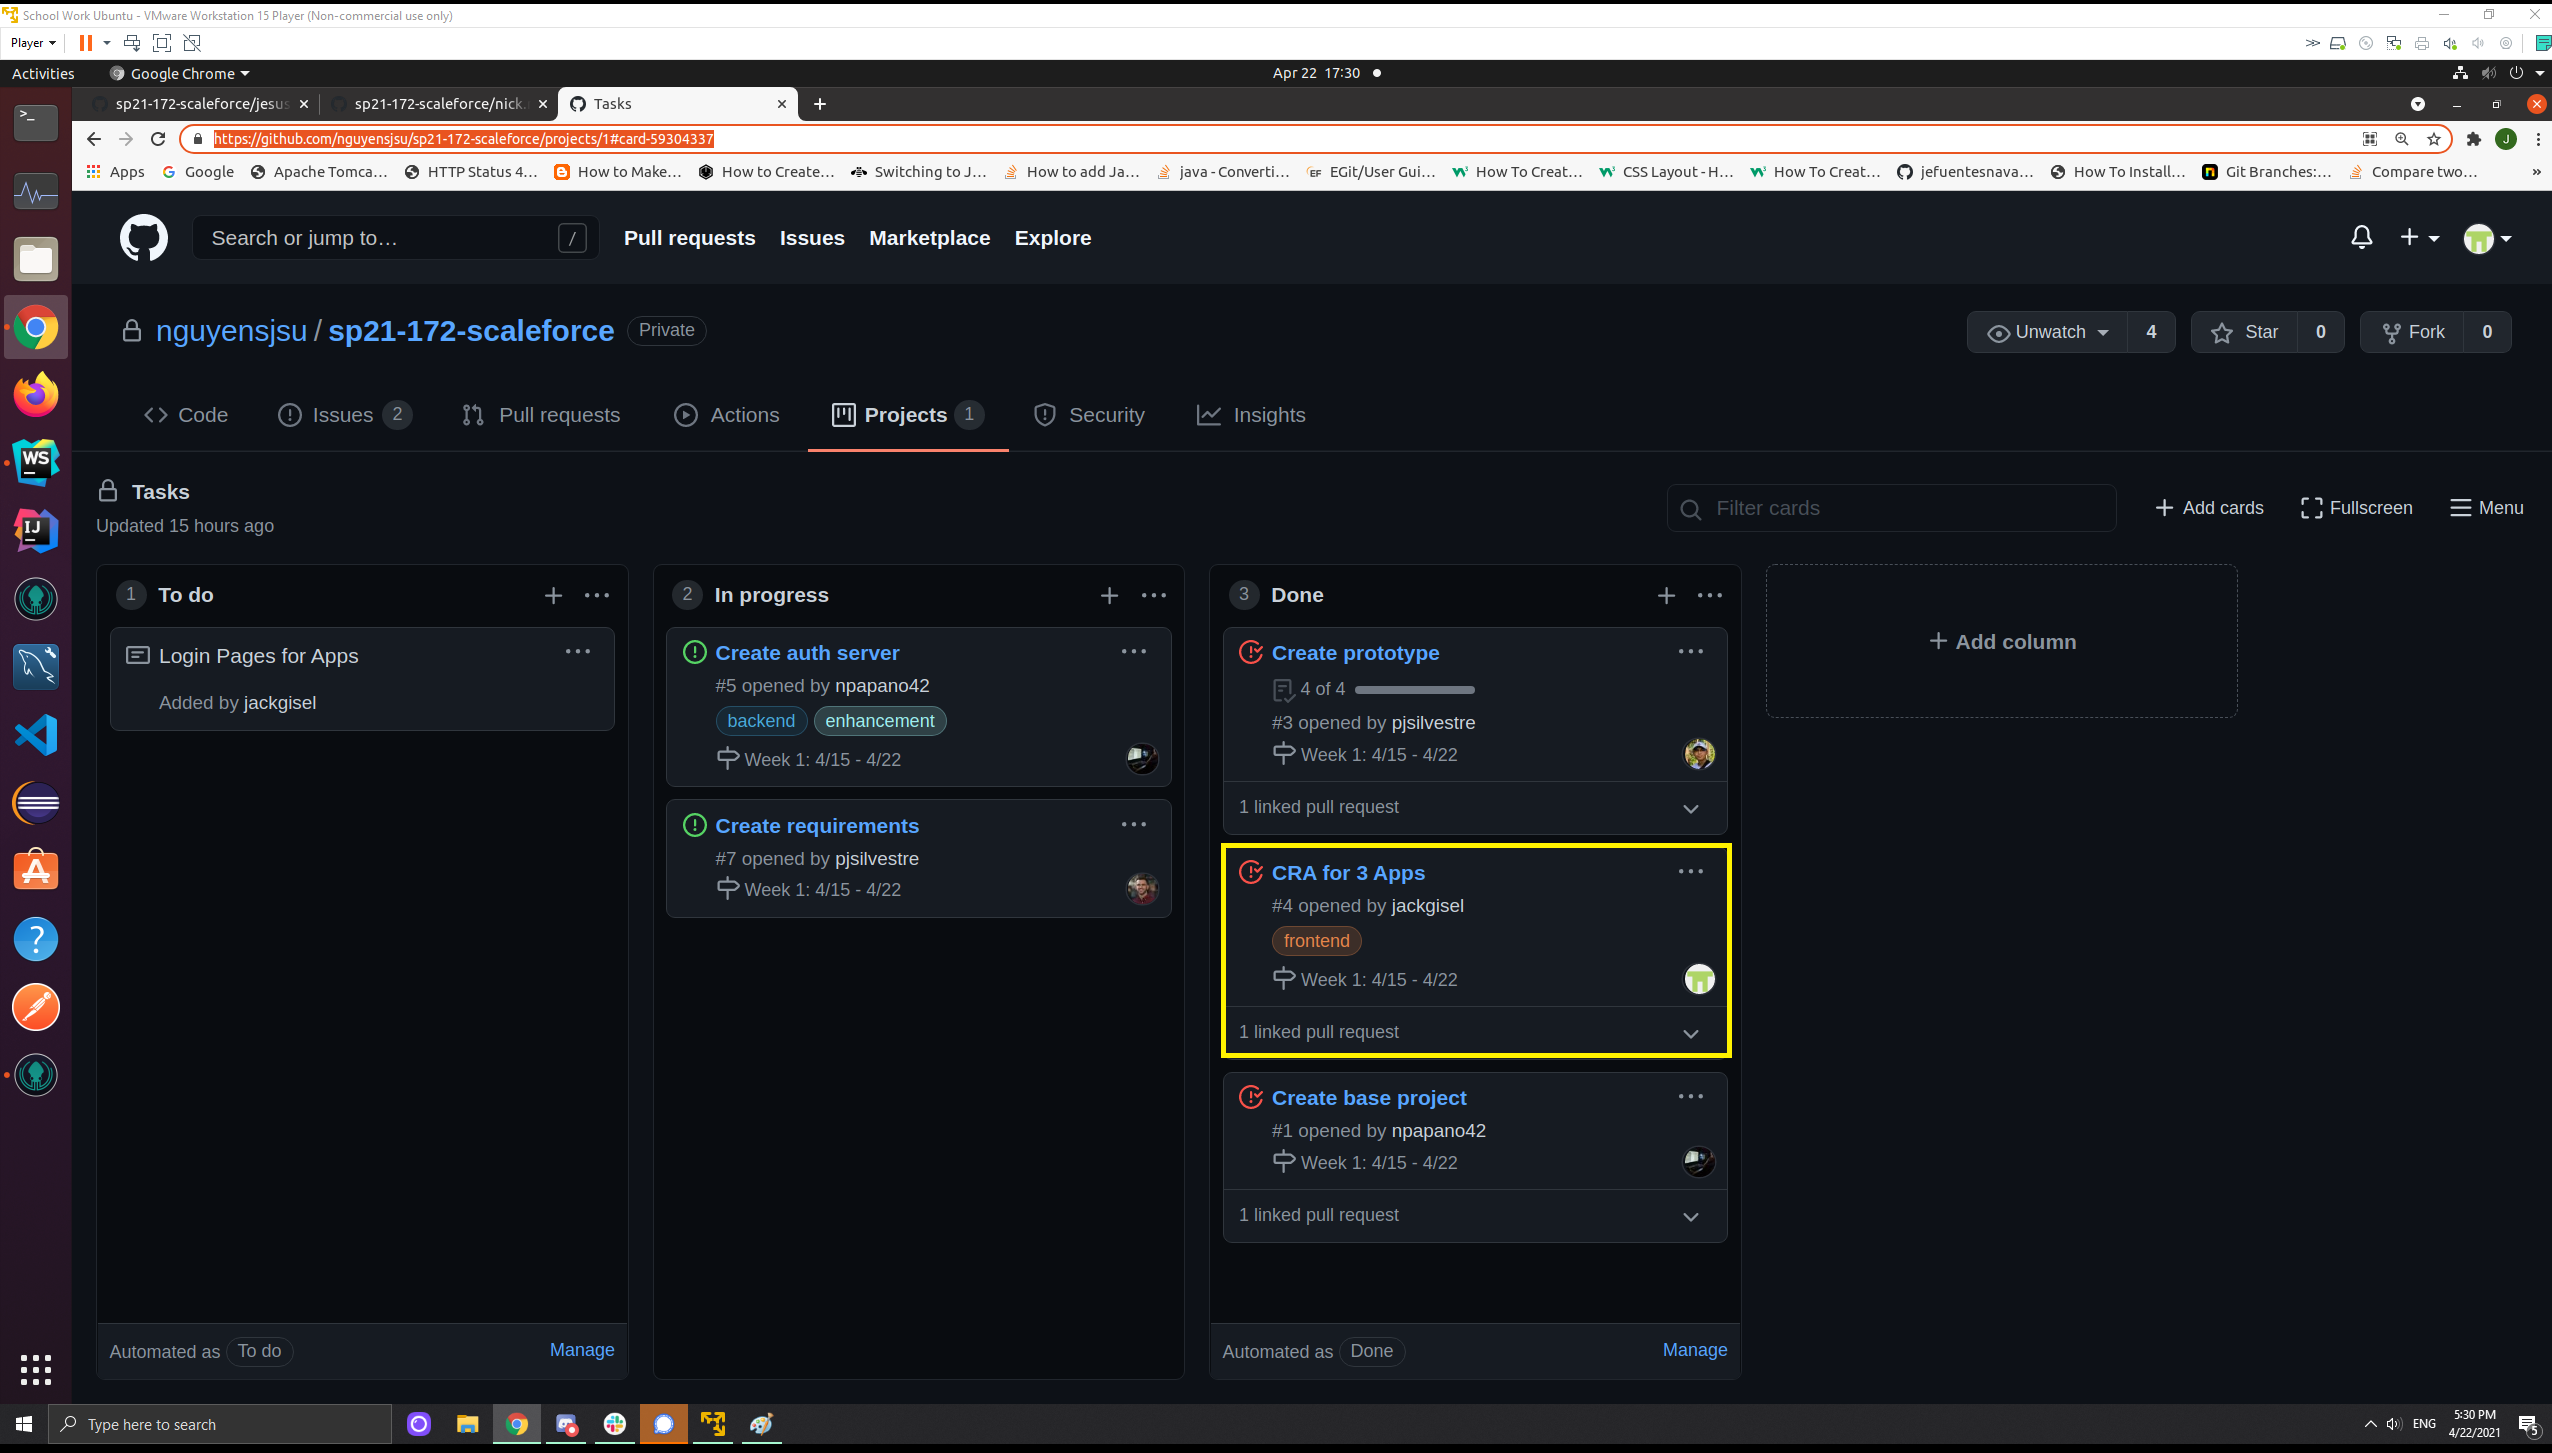 School Work Ubuntu - VMware Workstation 15 Player (Non-commercial use only)
Player
Activities
Google Chrome
Apr 22 17:30
sp21-172-scaleforce/jesus
sp21-172-scaleforce/nick.
Tasks
https://github.com/nguyensjsu/sp21-172-scaleforce/projects/1#card-59304337
J
Apps
Google
Apache Tomca...
HTTP Status 4...
How to Make...
How to Create...
Switching to J...
How to add Ja...
java - Converti...
EGit/User Gui...
How To Creat...
CSS Layout - H...
How To Creat...
jefuentesnava...
How To Install...
Git Branches:...
Compare two...
»
Search or jump to…
/
Pull requests
Issues
Marketplace
Explore
nguyensjsu / sp21-172-scaleforce
Private
Unwatch 4
Star 0
Fork 0
Code
Issues 2
Pull requests
Actions
Projects 1
Security
Insights
Tasks
Updated 15 hours ago
Filter cards
Add cards
Fullscreen
Menu
1 To do
Login Pages for Apps
Added by jackgisel
Automated as To do
Manage
2 In progress
Create auth server
#5 opened by npapano42
backend enhancement
Week 1: 4/15 - 4/22
Create requirements
#7 opened by pjsilvestre
Week 1: 4/15 - 4/22
3 Done
Create prototype
4 of 4
#3 opened by pjsilvestre
Week 1: 4/15 - 4/22
1 linked pull request
CRA for 3 Apps
#4 opened by jackgisel
frontend
Week 1: 4/15 - 4/22
1 linked pull request
Create base project
#1 opened by npapano42
Week 1: 4/15 - 4/22
1 linked pull request
Automated as Done
Manage
Add column
WS
IJ
Type here to search
ENG
5:30 PM
4/22/2021
5